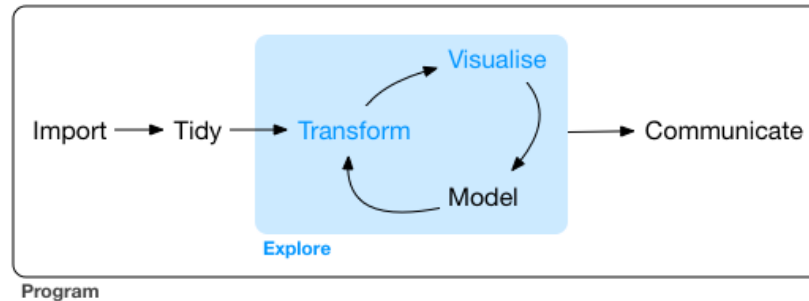 Visualise
Import
Tidy
Transform
Communicate
Model
Explore
Program